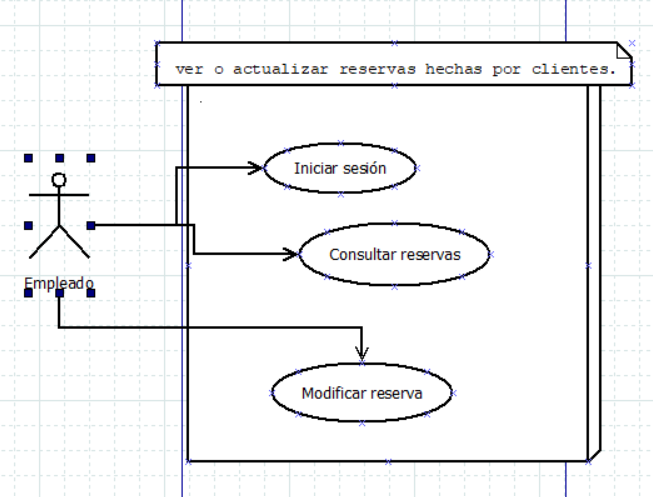 ver o actualizar reservas hechas por clientes.
Iniciar sesión
Consultar reservas
Empleado
Modificar reserva